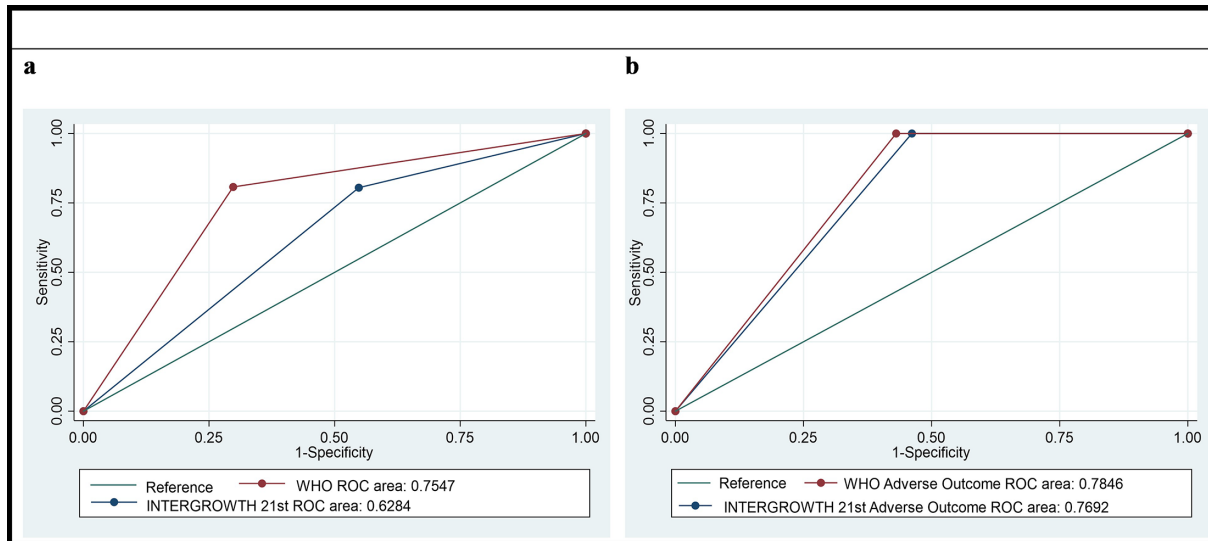 a
b
1.00
0.75
0.50
0.25
0.00
Sensitivity
0.00 0.25 0.50 0.75 1.00
1-Specificity
Reference WHO ROC area: 0.7547
INTERGROWTH 21st ROC area: 0.6284
1.00
0.75
0.50
0.25
0.00
Sensitivity
0.00 0.25 0.50 0.75 1.00
1-Specificity
Reference WHO Adverse Outcome ROC area: 0.7846
INTERGROWTH 21st Adverse Outcome ROC area: 0.7692